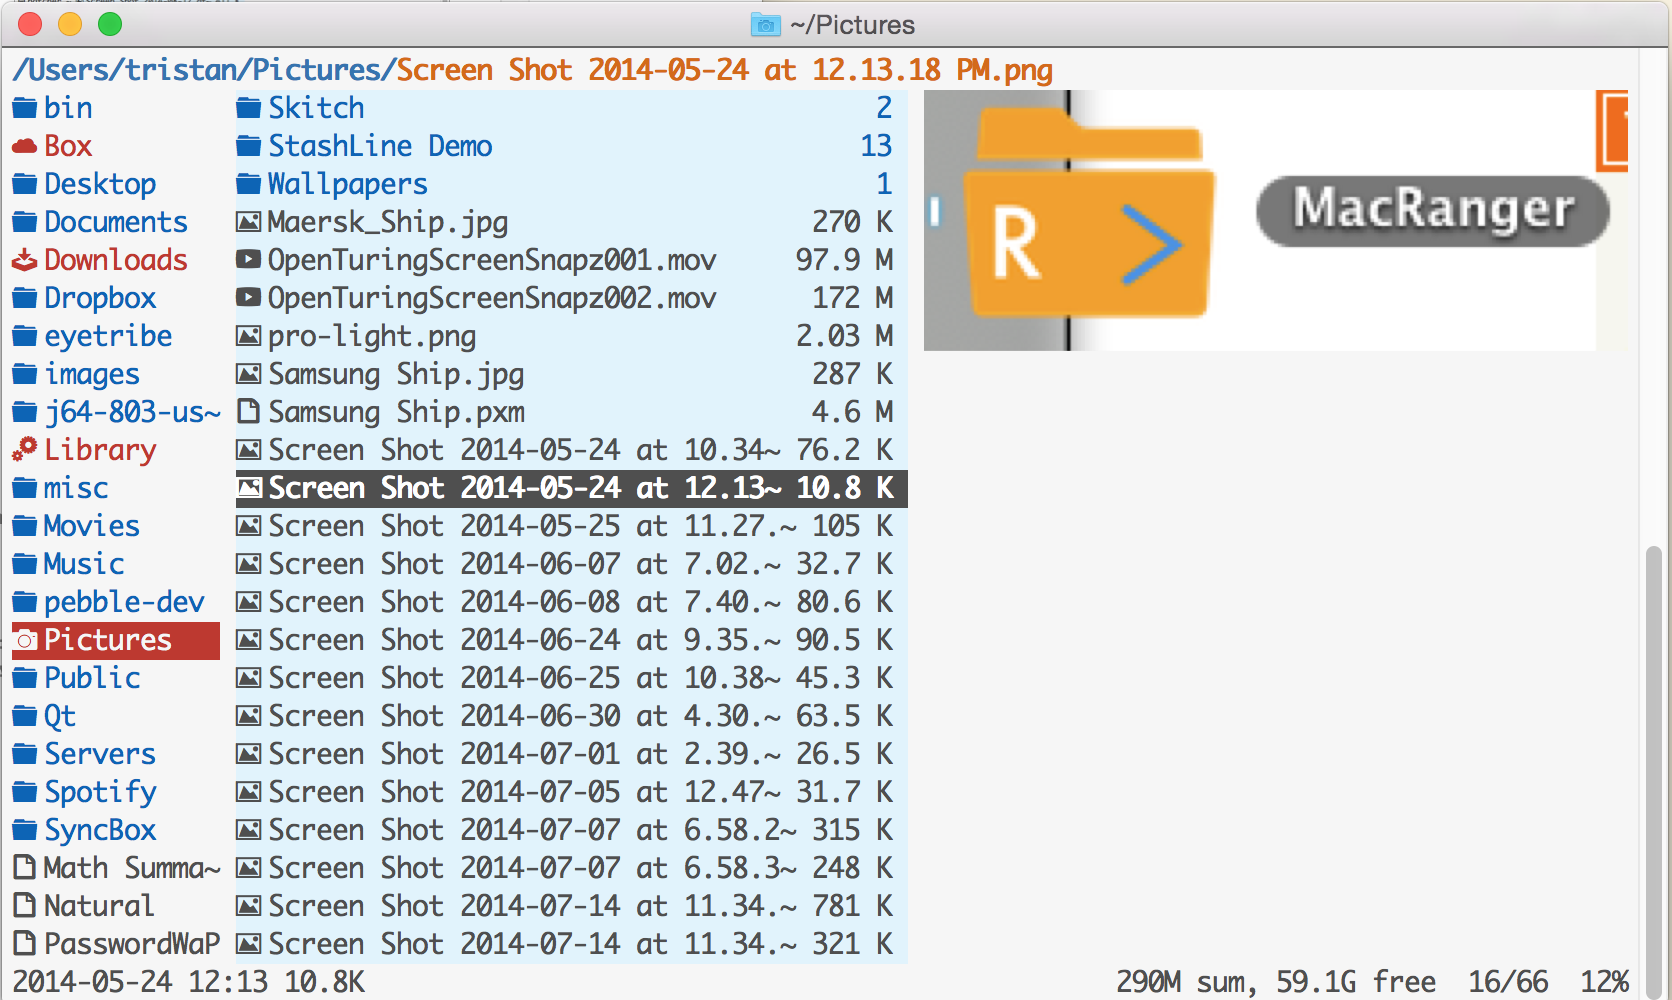 ~/Pictures
/Users/tristan/Pictures/Screen Shot 2014-05-24 at 12.13.18 PM.png
bin Skitch 2
Box StashLine Demo 13
Desktop Wallpapers 1
Documents Maersk_Ship.jpg 270 K
Downloads OpenTuringScreenSnapz001.mov 97.9 M
Dropbox OpenTuringScreenSnapz002.mov 172 M
eyetribe pro-light.png 2.03 M
images Samsung Ship.jpg 287 K
j64-803-us~ Samsung Ship.pxm 4.6 M
Library Screen Shot 2014-05-24 at 10.34~ 76.2 K
misc Screen Shot 2014-05-24 at 12.13~ 10.8 K
Movies Screen Shot 2014-05-25 at 11.27.~ 105 K
Music Screen Shot 2014-06-07 at 7.02.~ 32.7 K
pebble-dev Screen Shot 2014-06-08 at 7.40.~ 80.6 K
Pictures Screen Shot 2014-06-24 at 9.35.~ 90.5 K
Public Screen Shot 2014-06-25 at 10.38~ 45.3 K
Qt Screen Shot 2014-06-30 at 4.30.~ 63.5 K
Servers Screen Shot 2014-07-01 at 2.39.~ 26.5 K
Spotify Screen Shot 2014-07-05 at 12.47~ 31.7 K
SyncBox Screen Shot 2014-07-07 at 6.58.2~ 315 K
Math Summa~ Screen Shot 2014-07-07 at 6.58.3~ 248 K
Natural Screen Shot 2014-07-14 at 11.34.~ 781 K
PasswordWaP Screen Shot 2014-07-14 at 11.34.~ 321 K
R >
MacRanger
2014-05-24 12:13 10.8K 290M sum, 59.1G free 16/66 12%